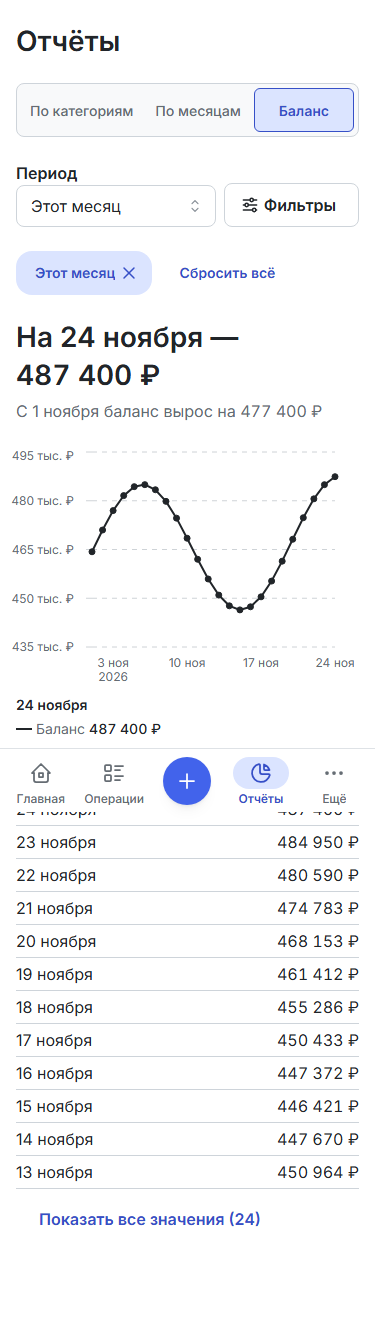 Отчёты
По категориям По месяцам Баланс
Период
Этот месяц Фильтры
Этот месяц Сбросить всё
На 24 ноября —
487 400 ₽
С 1 ноября баланс вырос на 477 400 ₽
495 тыс. ₽
480 тыс. ₽
465 тыс. ₽
450 тыс. ₽
435 тыс. ₽
3 ноя 10 ноя 17 ноя 24 ноя
2026
24 ноября
Баланс 487 400 ₽
Главная Операции Отчёты Ещё
23 ноября 484 950 ₽
22 ноября 480 590 ₽
21 ноября 474 783 ₽
20 ноября 468 153 ₽
19 ноября 461 412 ₽
18 ноября 455 286 ₽
17 ноября 450 433 ₽
16 ноября 447 372 ₽
15 ноября 446 421 ₽
14 ноября 447 670 ₽
13 ноября 450 964 ₽
Показать все значения (24)